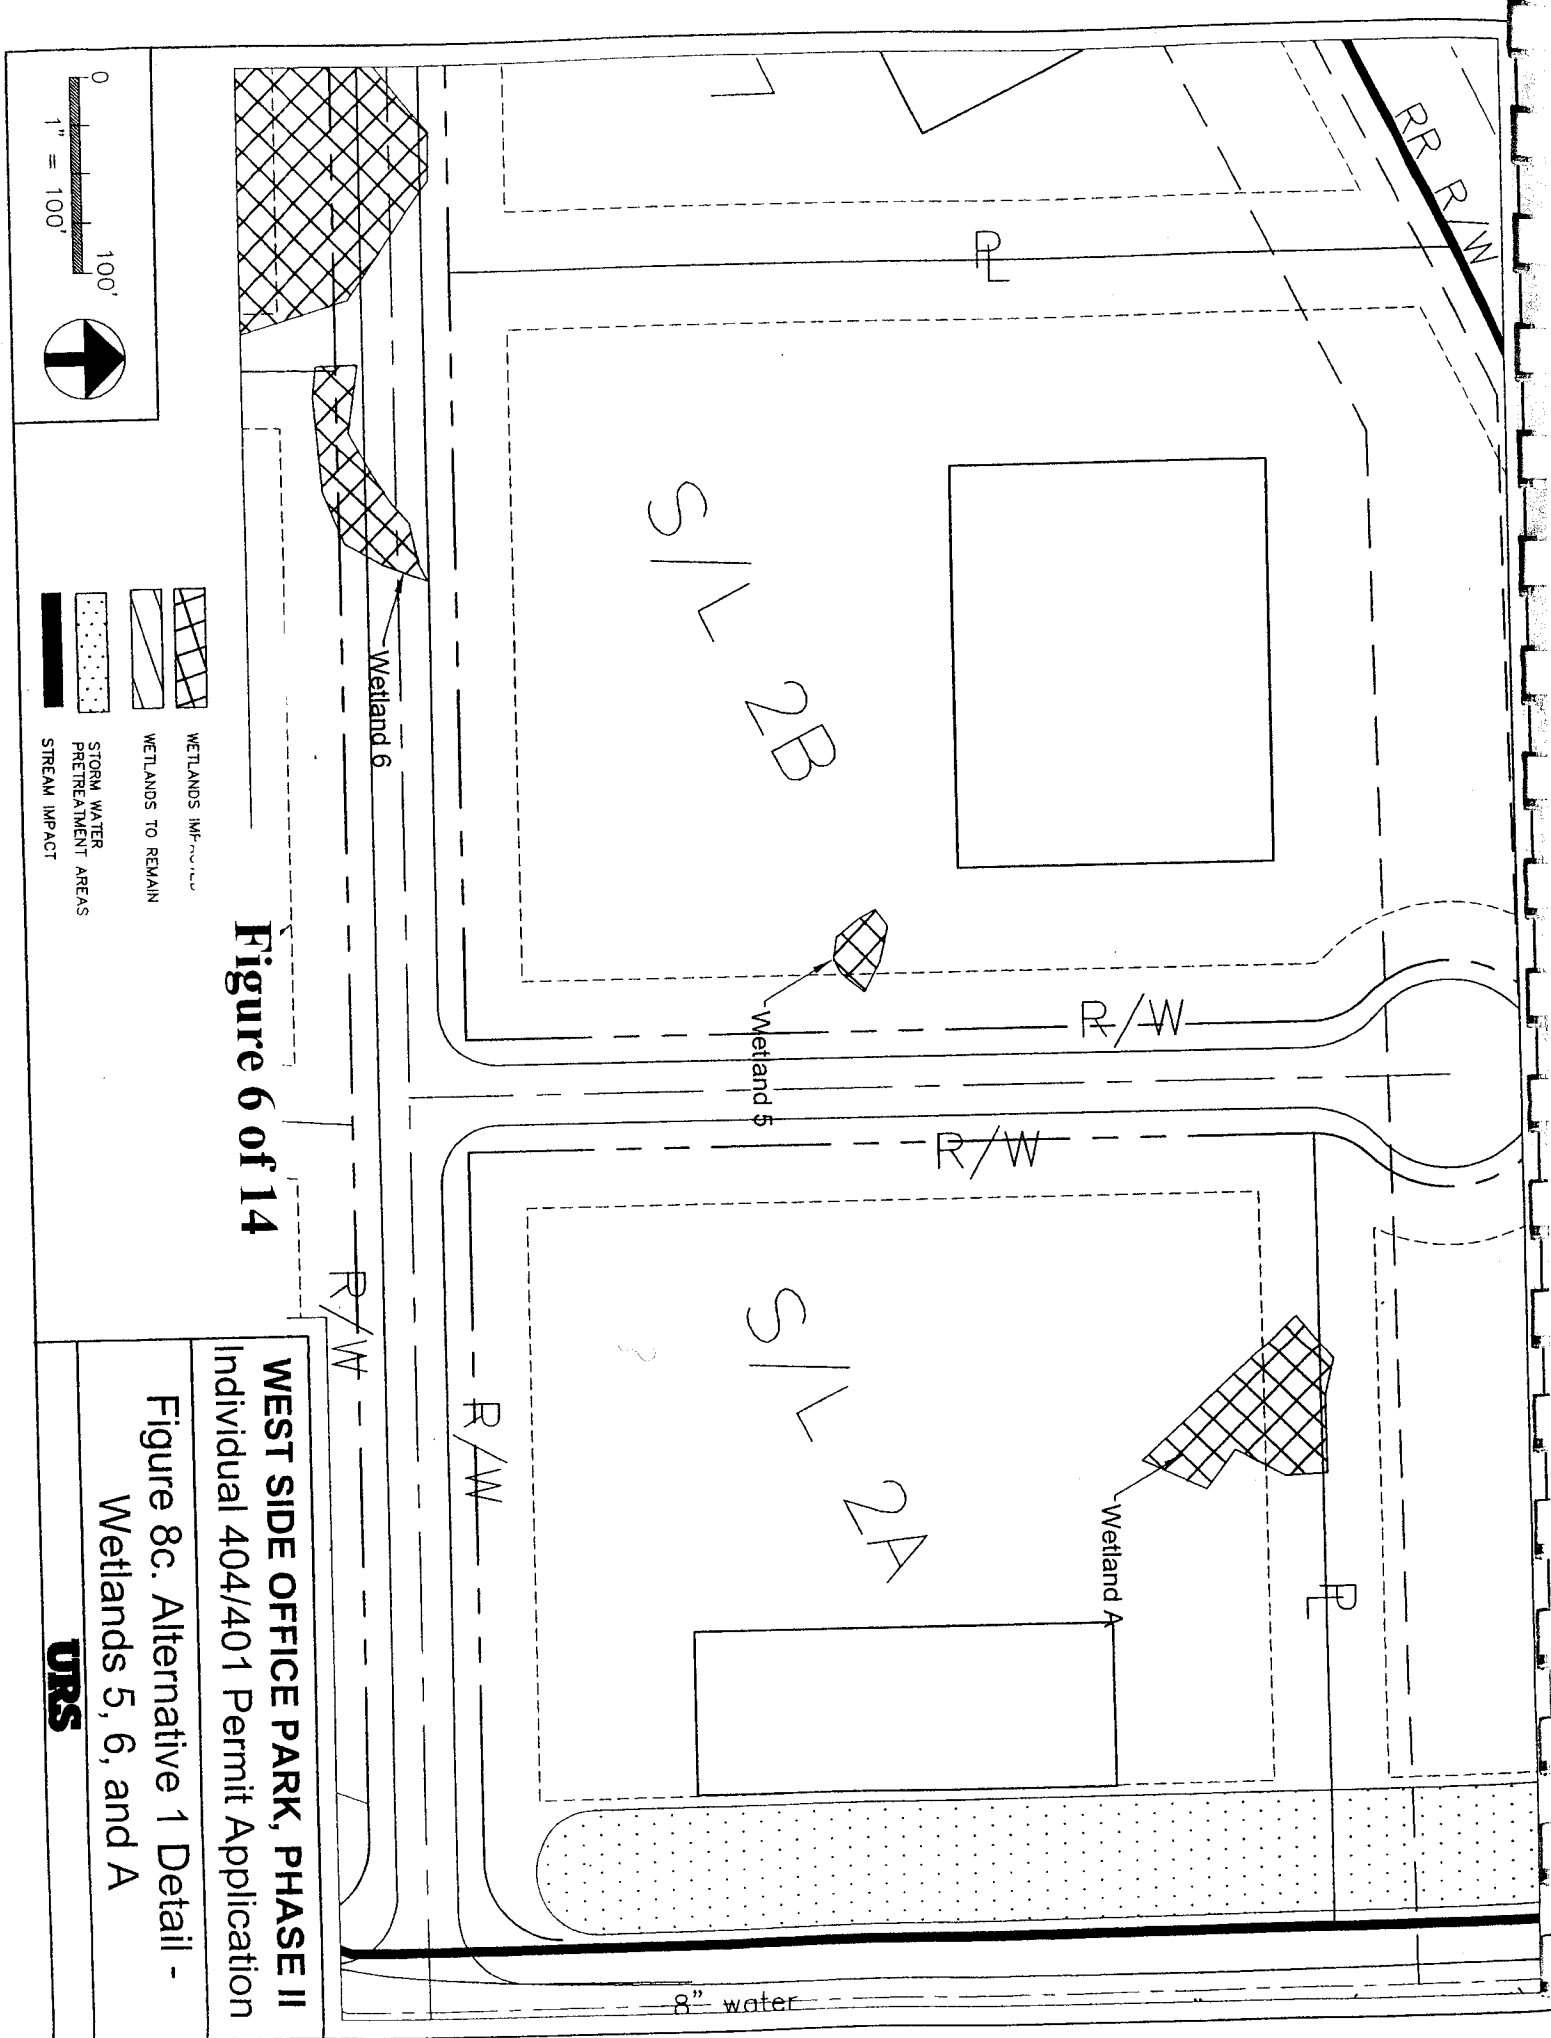 RR R/W
PL
S/L 2B
R/W
Wetland 5
Wetland 6
R/W
S/L 2A
Wetland A
PL
R/W
R/W
8" water
0 100'
1" = 100'
WETLANDS
WETLANDS TO REMAIN
STORM WATER
PRETREATMENT AREAS
STREAM IMPACT
Figure 6 of 14
WEST SIDE OFFICE PARK, PHASE II
Individual 404/401 Permit Application
Figure 8c. Alternative 1 Detail -
Wetlands 5, 6, and A
URS